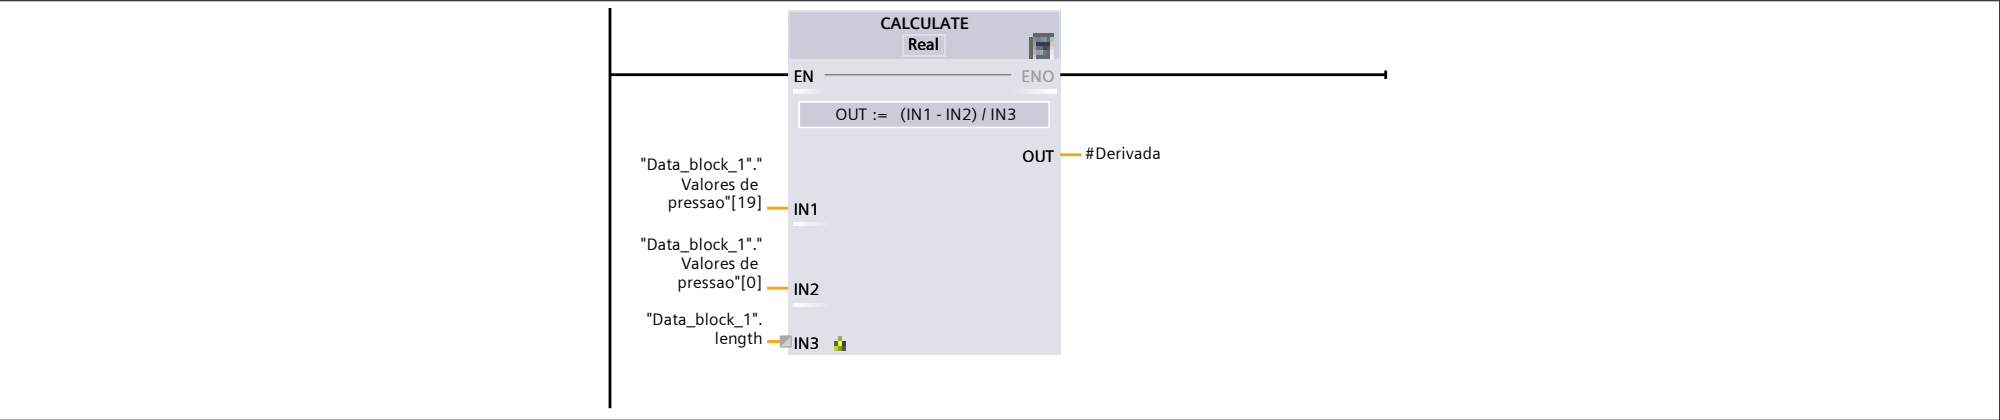 CALCULATE
Real
EN
ENO
OUT := (IN1 - IN2) / IN3
OUT
#Derivada
"Data_block_1"."
Valores de
pressao"[19]
IN1
"Data_block_1"."
Valores de
pressao"[0]
IN2
"Data_block_1".
length
IN3